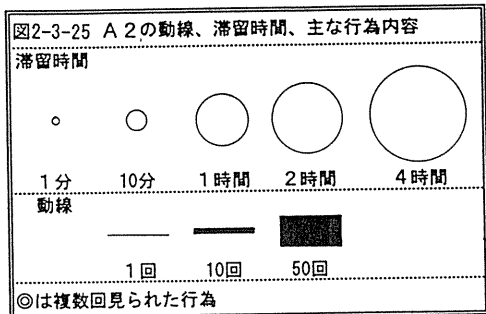 図2-3-25 A2の動線、滞留時間、主な行為内容
滞留時間
1分 10分 1時間 2時間 4時間
動線
1回 10回 50回
◎は複数回見られた行為